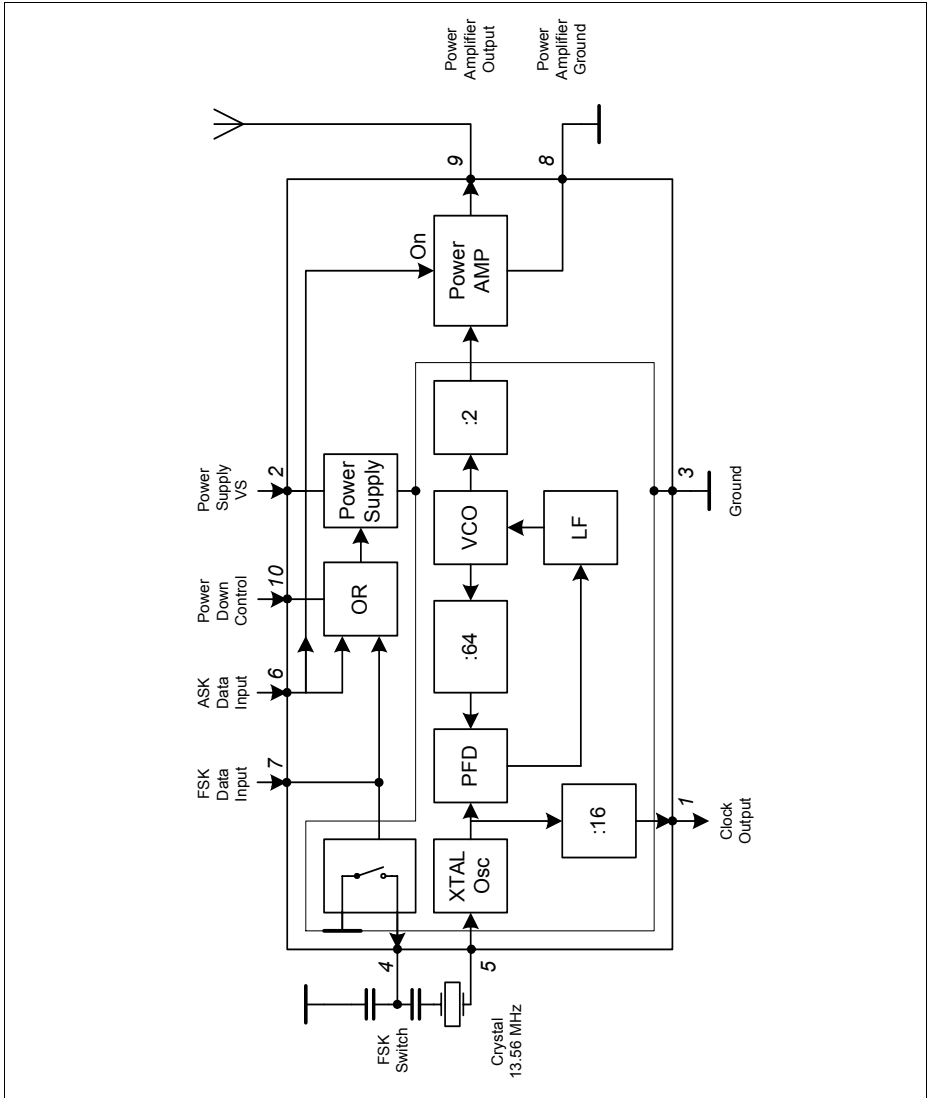 FSK
Data
Input
7
ASK
Data
Input
6
Power
Down
Control
10
Power
Supply
VS
2
Power
Amplifier
Output
9
Power
Amplifier
Ground
8
OR
Power
Supply
On
Power
AMP
XTAL
Osc
PFD
:64
VCO
:2
LF
:16
4
5
FSK
Switch
Crystal
13.56 MHz
1
Clock
Output
3
Ground